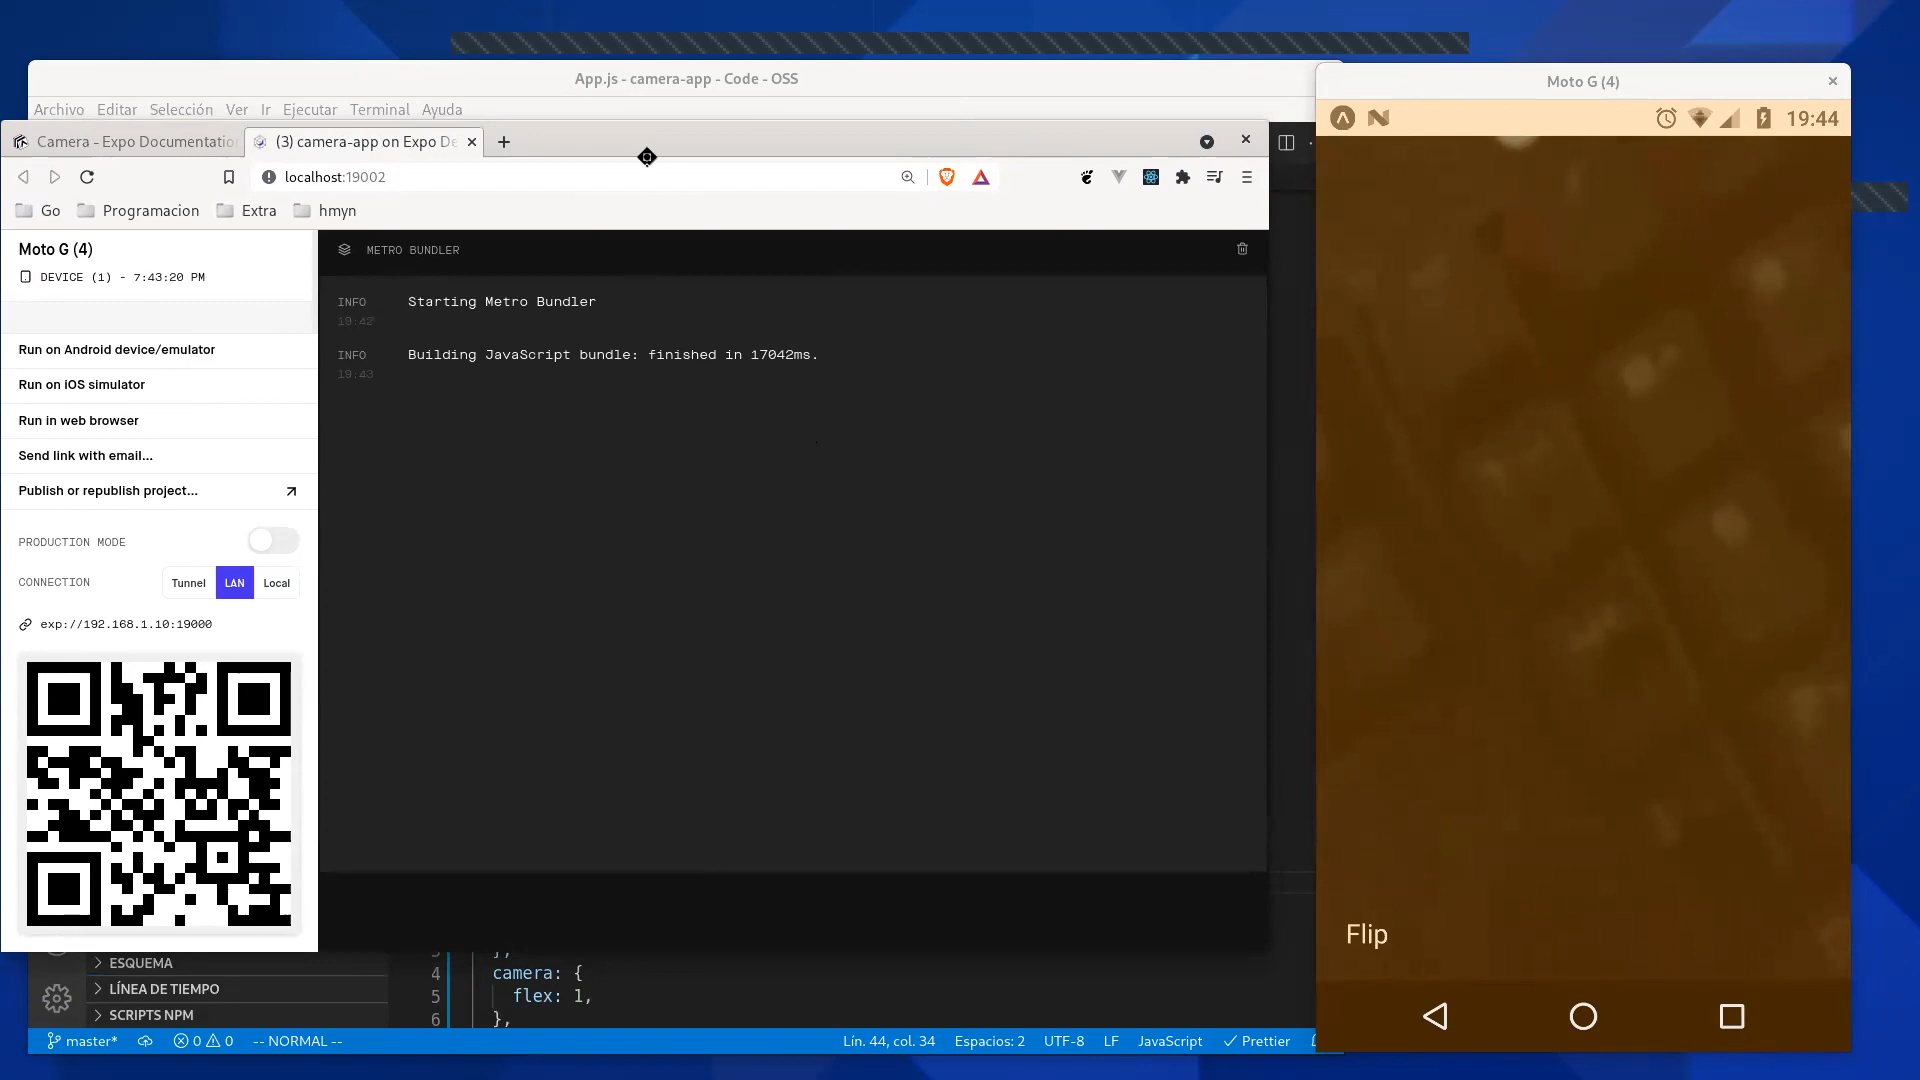 App.js - camera-app - Code - OSS
Archivo Editar Selección Ver Ir Ejecutar Terminal Ayuda
Camera - Expo Documentatio
(3) camera-app on Expo De
localhost:19002
Go Programacion Extra hmyn
Moto G (4)
DEVICE (1) - 7:43:20 PM
Run on Android device/emulator
Run on iOS simulator
Run in web browser
Send link with email...
Publish or republish project...
PRODUCTION MODE
CONNECTION Tunnel LAN Local
exp://192.168.1.10:19000
METRO BUNDLER
INFO Starting Metro Bundler
19:42
INFO Building JavaScript bundle: finished in 17042ms.
19:43
ESQUEMA
LÍNEA DE TIEMPO
SCRIPTS NPM
3 },
4 camera: {
5 flex: 1,
6 },
master* 0 0 -- NORMAL -- Lín. 44, col. 34 Espacios: 2 UTF-8 LF JavaScript Prettier
Moto G (4)
19:44
Flip